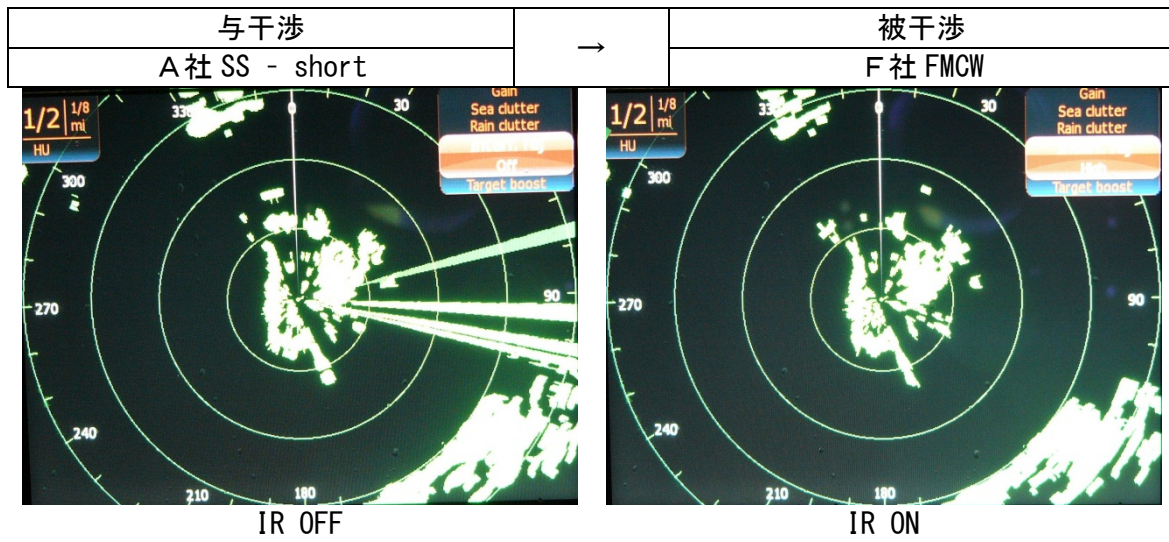 与干渉
→
被干渉
A社 SS - short
F社 FMCW
1/2 1/8 mi
HU
Gain
Sea clutter
Rain clutter
Off
Target boost
0
30
90
180
210
240
270
300
1/2 1/8 mi
HU
Gain
Sea clutter
Rain clutter
High
Target boost
0
30
90
180
210
240
270
300
IR OFF
IR ON